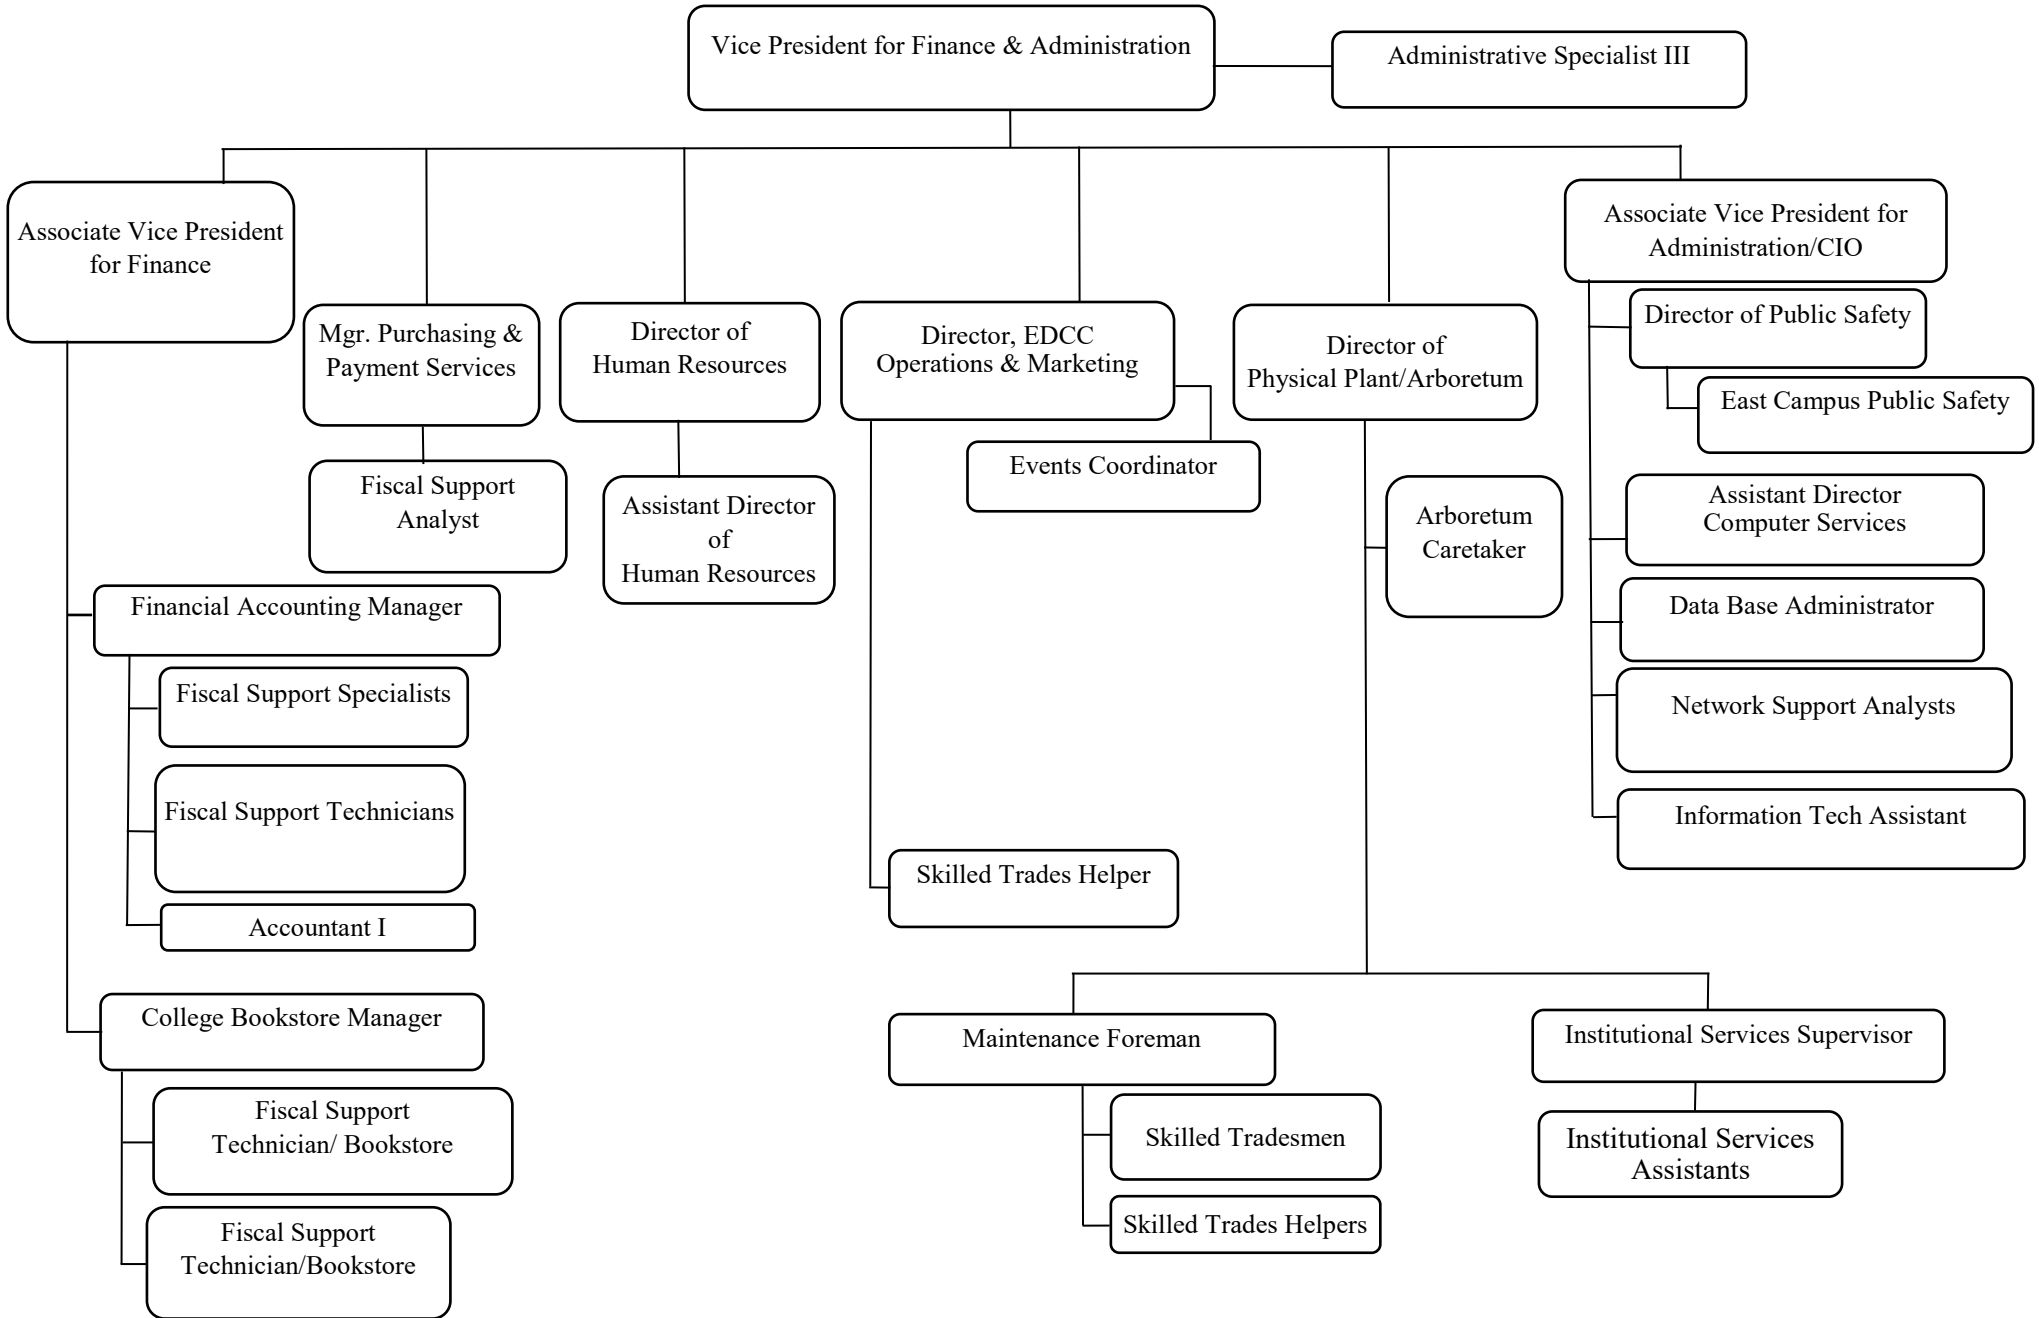 Vice President for Finance & Administration
Administrative Specialist III
Associate Vice President
for Finance
Mgr. Purchasing &
Payment Services
Fiscal Support
Analyst
Director of
Human Resources
Assistant Director
of
Human Resources
Director, EDCC
Operations & Marketing
Events Coordinator
Skilled Trades Helper
Director of
Physical Plant/Arboretum
Arboretum
Caretaker
Associate Vice President for
Administration/CIO
Director of Public Safety
East Campus Public Safety
Assistant Director
Computer Services
Data Base Administrator
Network Support Analysts
Information Tech Assistant
Financial Accounting Manager
Fiscal Support Specialists
Fiscal Support Technicians
Accountant I
College Bookstore Manager
Fiscal Support
Technician/ Bookstore
Fiscal Support
Technician/Bookstore
Maintenance Foreman
Skilled Tradesmen
Skilled Trades Helpers
Institutional Services Supervisor
Institutional Services
Assistants